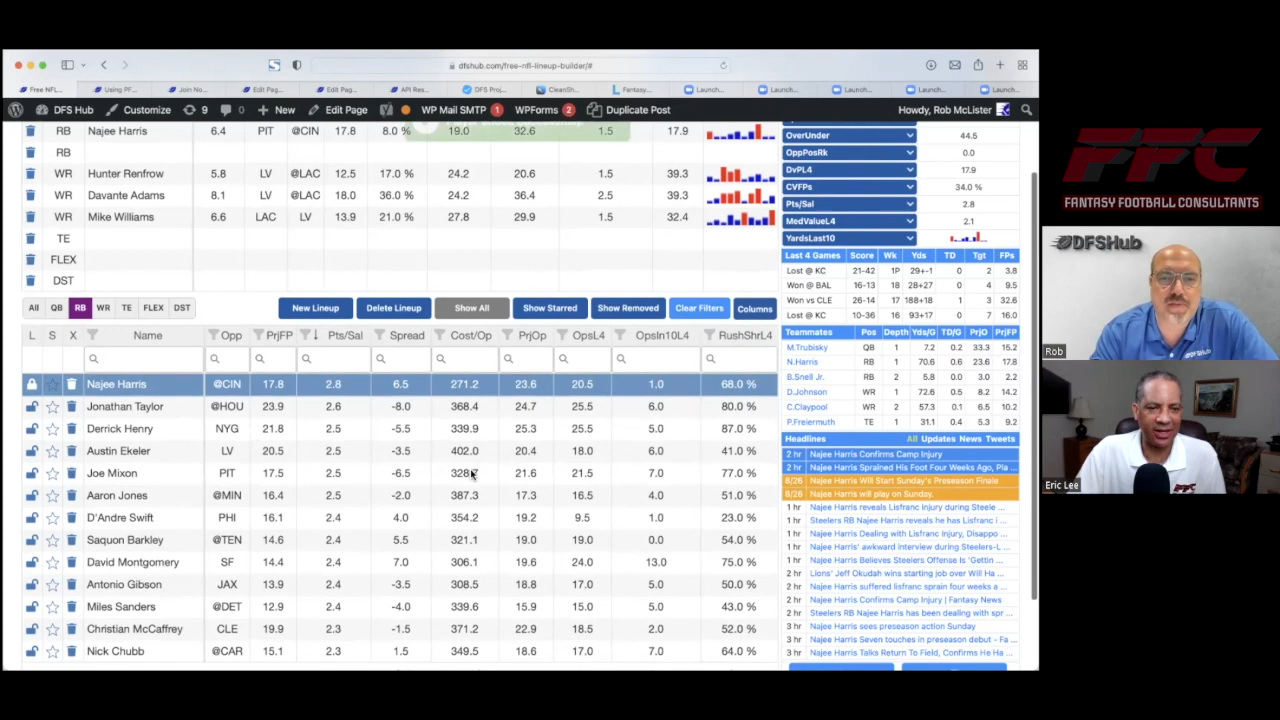 dfshub.com/free-nfl-lineup-builder/#
Free NFL... Using PF... Join No... Edit Pag... Edit Pag... API Res... DFS Proj... CleanSh... Fantasy... Launch... Launch... Launch... Launch... Launch...
DFS Hub Customize 9 0 New Edit Page WP Mail SMTP 1 WPForms 2 Duplicate Post Howdy, Rob McLister
RB Najee Harris 6.4 PIT @CIN 17.8 8.0 % 19.0 32.6 1.5 17.9
RB
WR Hunter Renfrow 5.8 LV @LAC 12.5 17.0 % 24.2 20.6 1.5 39.3
WR Davante Adams 8.1 LV @LAC 18.0 36.0 % 24.2 36.4 2.5 39.3
WR Mike Williams 6.6 LAC LV 13.9 21.0 % 27.8 29.9 1.5 32.4
TE
FLEX
DST
All QB RB WR TE FLEX DST New Lineup Delete Lineup Show All Show Starred Show Removed Clear Filters Columns
L S X Name Opp PrjFP Pts/Sal Spread Cost/Op PrjOp OpsL4 OpsIn10L4 RushShrL4
Najee Harris @CIN 17.8 2.8 6.5 271.2 23.6 20.5 1.0 68.0 %
Jonathan Taylor @HOU 23.9 2.6 -8.0 368.4 24.7 25.5 6.0 80.0 %
Derrick Henry NYG 21.8 2.5 -5.5 339.9 25.3 25.5 6.0 87.0 %
Austin Ekeler LV 20.5 2.5 -3.5 402.0 20.4 18.0 6.0 41.0 %
Joe Mixon PIT 17.5 2.5 -6.5 328. 21.6 21.5 7.0 77.0 %
Aaron Jones @MIN 16.4 2.5 -2.0 387.3 17.3 16.5 4.0 51.0 %
D'Andre Swift PHI 16.1 2.4 4.0 354.2 19.2 9.5 1.0 23.0 %
Saquon Barkley @TEN 14.6 2.4 5.5 321.1 19.0 19.0 0.0 54.0 %
David Montgomery SF 2.4 7.0 306.1 19.6 24.0 13.0 75.0 %
Antonio 2.4 -3.5 308.5 18.8 17.0 7.0 50.0 %
Miles Sanders @DET 12.9 2.4 -4.0 339.6 15.9 15.0 5.0 43.0 %
Christian McCaffrey CLE 2.3 -1.5 371.2 22.9 18.5 2.0 52.0 %
Nick Chubb @CAR 2.3 1.5 349.5 18.6 17.0 7.0 64.0 %
OverUnder 44.5
OppPosRk 0.0
DvPL4 17.9
CVFPs 34.0 %
Pts/Sal 2.8
MedValueL4 2.1
YardsLast10
Last 4 Games Score Wk Yds TD Tgt FPs
Lost @ KC 21-42 1P 29+-1 0 2 3.8
Won @ BAL 16-13 18 28+27 0 4 9.5
Won vs CLE 26-14 17 188+18 1 3 32.6
Lost @ KC 10-36 16 93+17 0 7 16.0
Teammates Pos Depth Yds/G TD/G PrjO PrjFP
M.Trubisky QB 1 7.2 0.2 33.3 15.2
N.Harris RB 1 70.6 0.6 23.6 17.8
B.Snell Jr. RB 2 5.8 0.0 3.0 2.2
D.Johnson WR 1 72.6 0.5 8.2 14.2
C.Claypool WR 2 57.3 0.1 6.5 10.2
P.Freiermuth TE 1 31.1 0.4 5.3 9.2
Headlines All Updates News Tweets
2 hr Najee Harris Confirms Camp Injury
2 hr Najee Harris Sprained His Foot Four Weeks Ago, Pla ...
8/26 Najee Harris Will Start Sunday's Preseason Finale
8/26 Najee Harris will play on Sunday.
1 hr Najee Harris reveals Lisfranc injury during Steele ...
1 hr Steelers RB Najee Harris reveals he has Lisfranc i ...
1 hr Najee Harris Dealing with Lisfranc Injury, Disappo ...
1 hr Najee Harris' awkward interview during Steelers-L ...
1 hr Najee Harris Believes Steelers Offense Is 'Gettin ...
2 hr Lions' Jeff Okudah wins starting job over Will Ha ...
2 hr Najee Harris suffered lisfranc sprain four weeks a ...
2 hr Najee Harris Confirms Camp Injury | Fantasy News
2 hr Steelers RB Najee Harris has been dealing with spr ...
3 hr Najee Harris sees preseason action Sunday
3 hr Najee Harris Seven touches in preseason debut - Fa ...
3 hr Najee Harris Talks Return To Field, Confirms He Ha ...
FFC
FANTASY FOOTBALL CONSULTANTS
DFSHub
Rob
Eric Lee